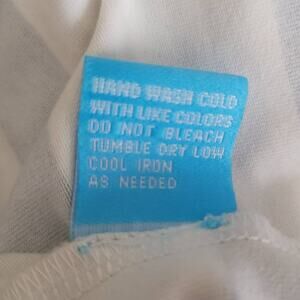 HAND WASH COLD
WITH LIKE COLORS
DO NOT BLEACH
TUMBLE DRY LOW
COOL IRON
AS NEEDED